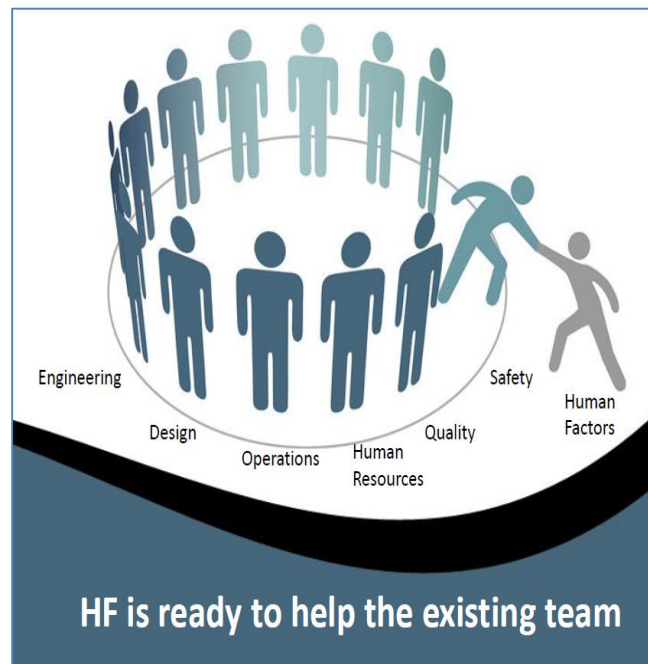 Engineering
Design
Operations
Human
Resources
Quality
Safety
Human
Factors
HF is ready to help the existing team